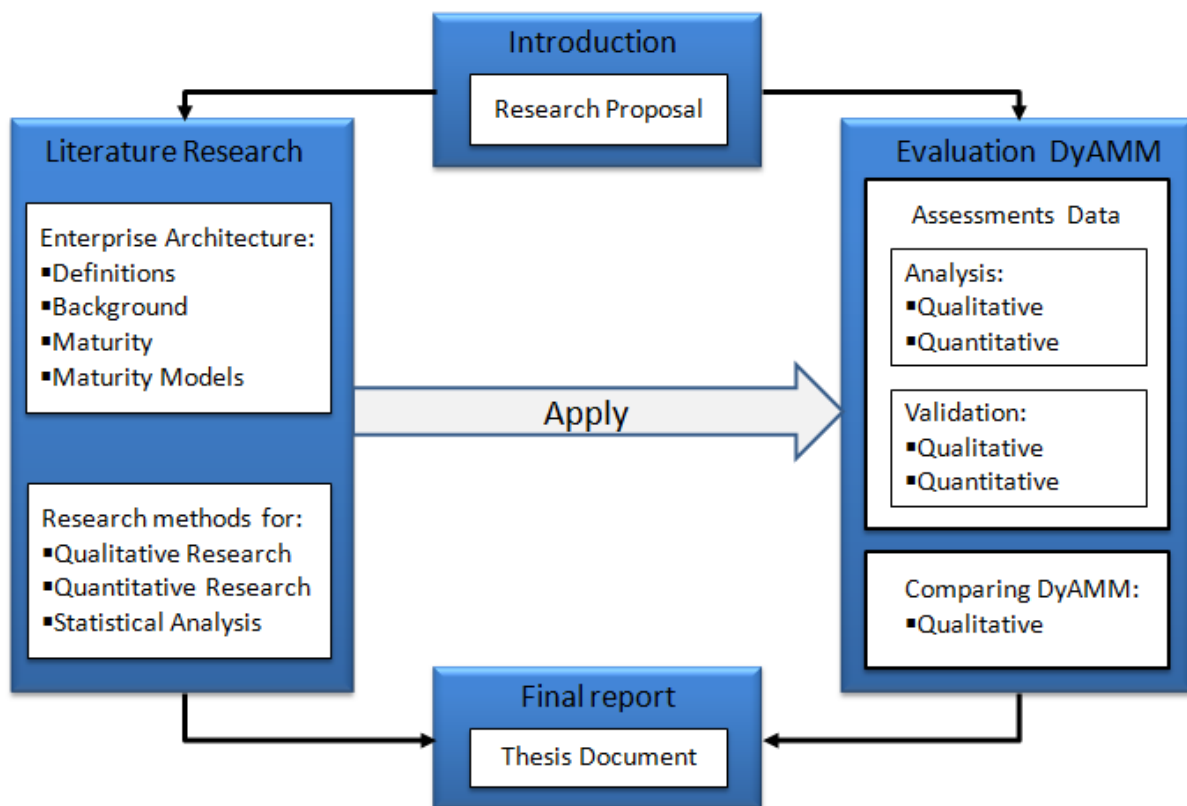 Introduction
Research Proposal
Literature Research
Enterprise Architecture:
▪Definitions
▪Background
▪Maturity
▪Maturity Models
Research methods for:
▪Qualitative Research
▪Quantitative Research
▪Statistical Analysis
Apply
Evaluation DyAMM
Assessments Data
Analysis:
▪Qualitative
▪Quantitative
Validation:
▪Qualitative
▪Quantitative
Comparing DyAMM:
▪Qualitative
Final report
Thesis Document